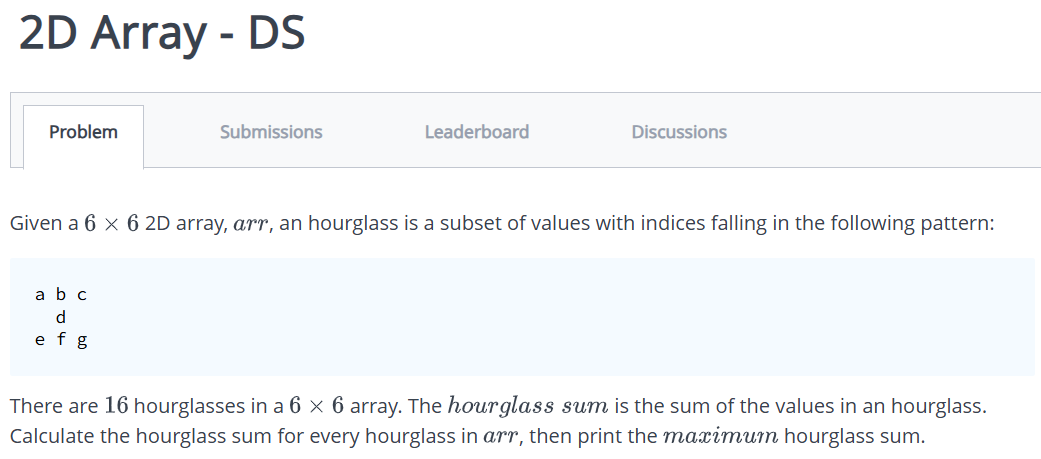 2D Array - DS
Problem Submissions Leaderboard Discussions
Given a 6 × 6 2D array, arr, an hourglass is a subset of values with indices falling in the following pattern:
a b c
  d
e f g
There are 16 hourglasses in a 6 × 6 array. The hourglass sum is the sum of the values in an hourglass.
Calculate the hourglass sum for every hourglass in arr, then print the maximum hourglass sum.